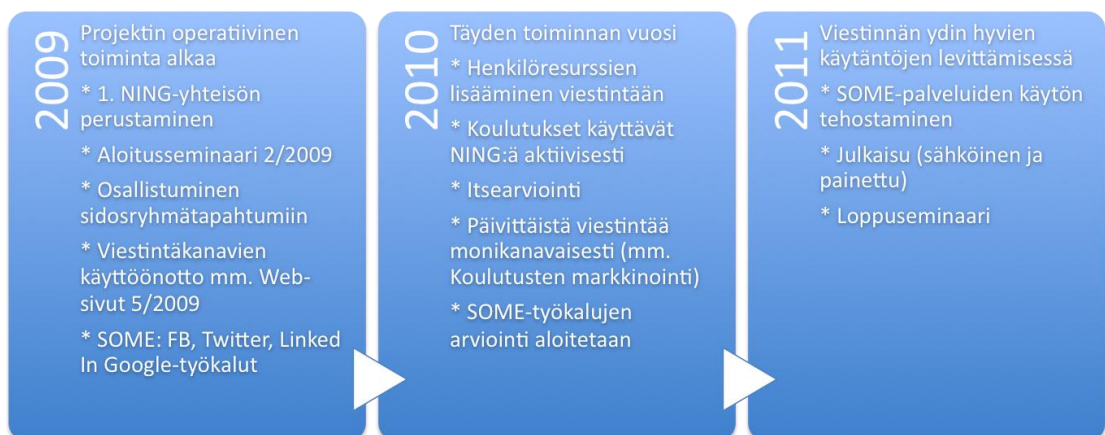 2009
Projektin operatiivinen
toiminta alkaa
* 1. NING-yhteisön
perustaminen
* Aloitusseminaari 2/2009
* Osallistuminen
sidosryhmätapahtumiin
* Viestintäkanavien
käyttöönotto mm. Web-
sivut 5/2009
* SOME: FB, Twitter, Linked
In Google-työkalut
2010
Täyden toiminnan vuosi
* Henkilöresurssien
lisääminen viestintään
* Koulutukset käyttävät
NING:ä aktiivisesti
* Itsearviointi
* Päivittäistä viestintää
monikanavaisesti (mm.
Koulutusten markkinointi)
* SOME-työkalujen
arviointi aloitetaan
2011
Viestinnän ydin hyvien
käytäntöjen levittämisessä
* SOME-palveluiden käytön
tehostaminen
* Julkaisu (sähköinen ja
painettu)
* Loppuseminaari